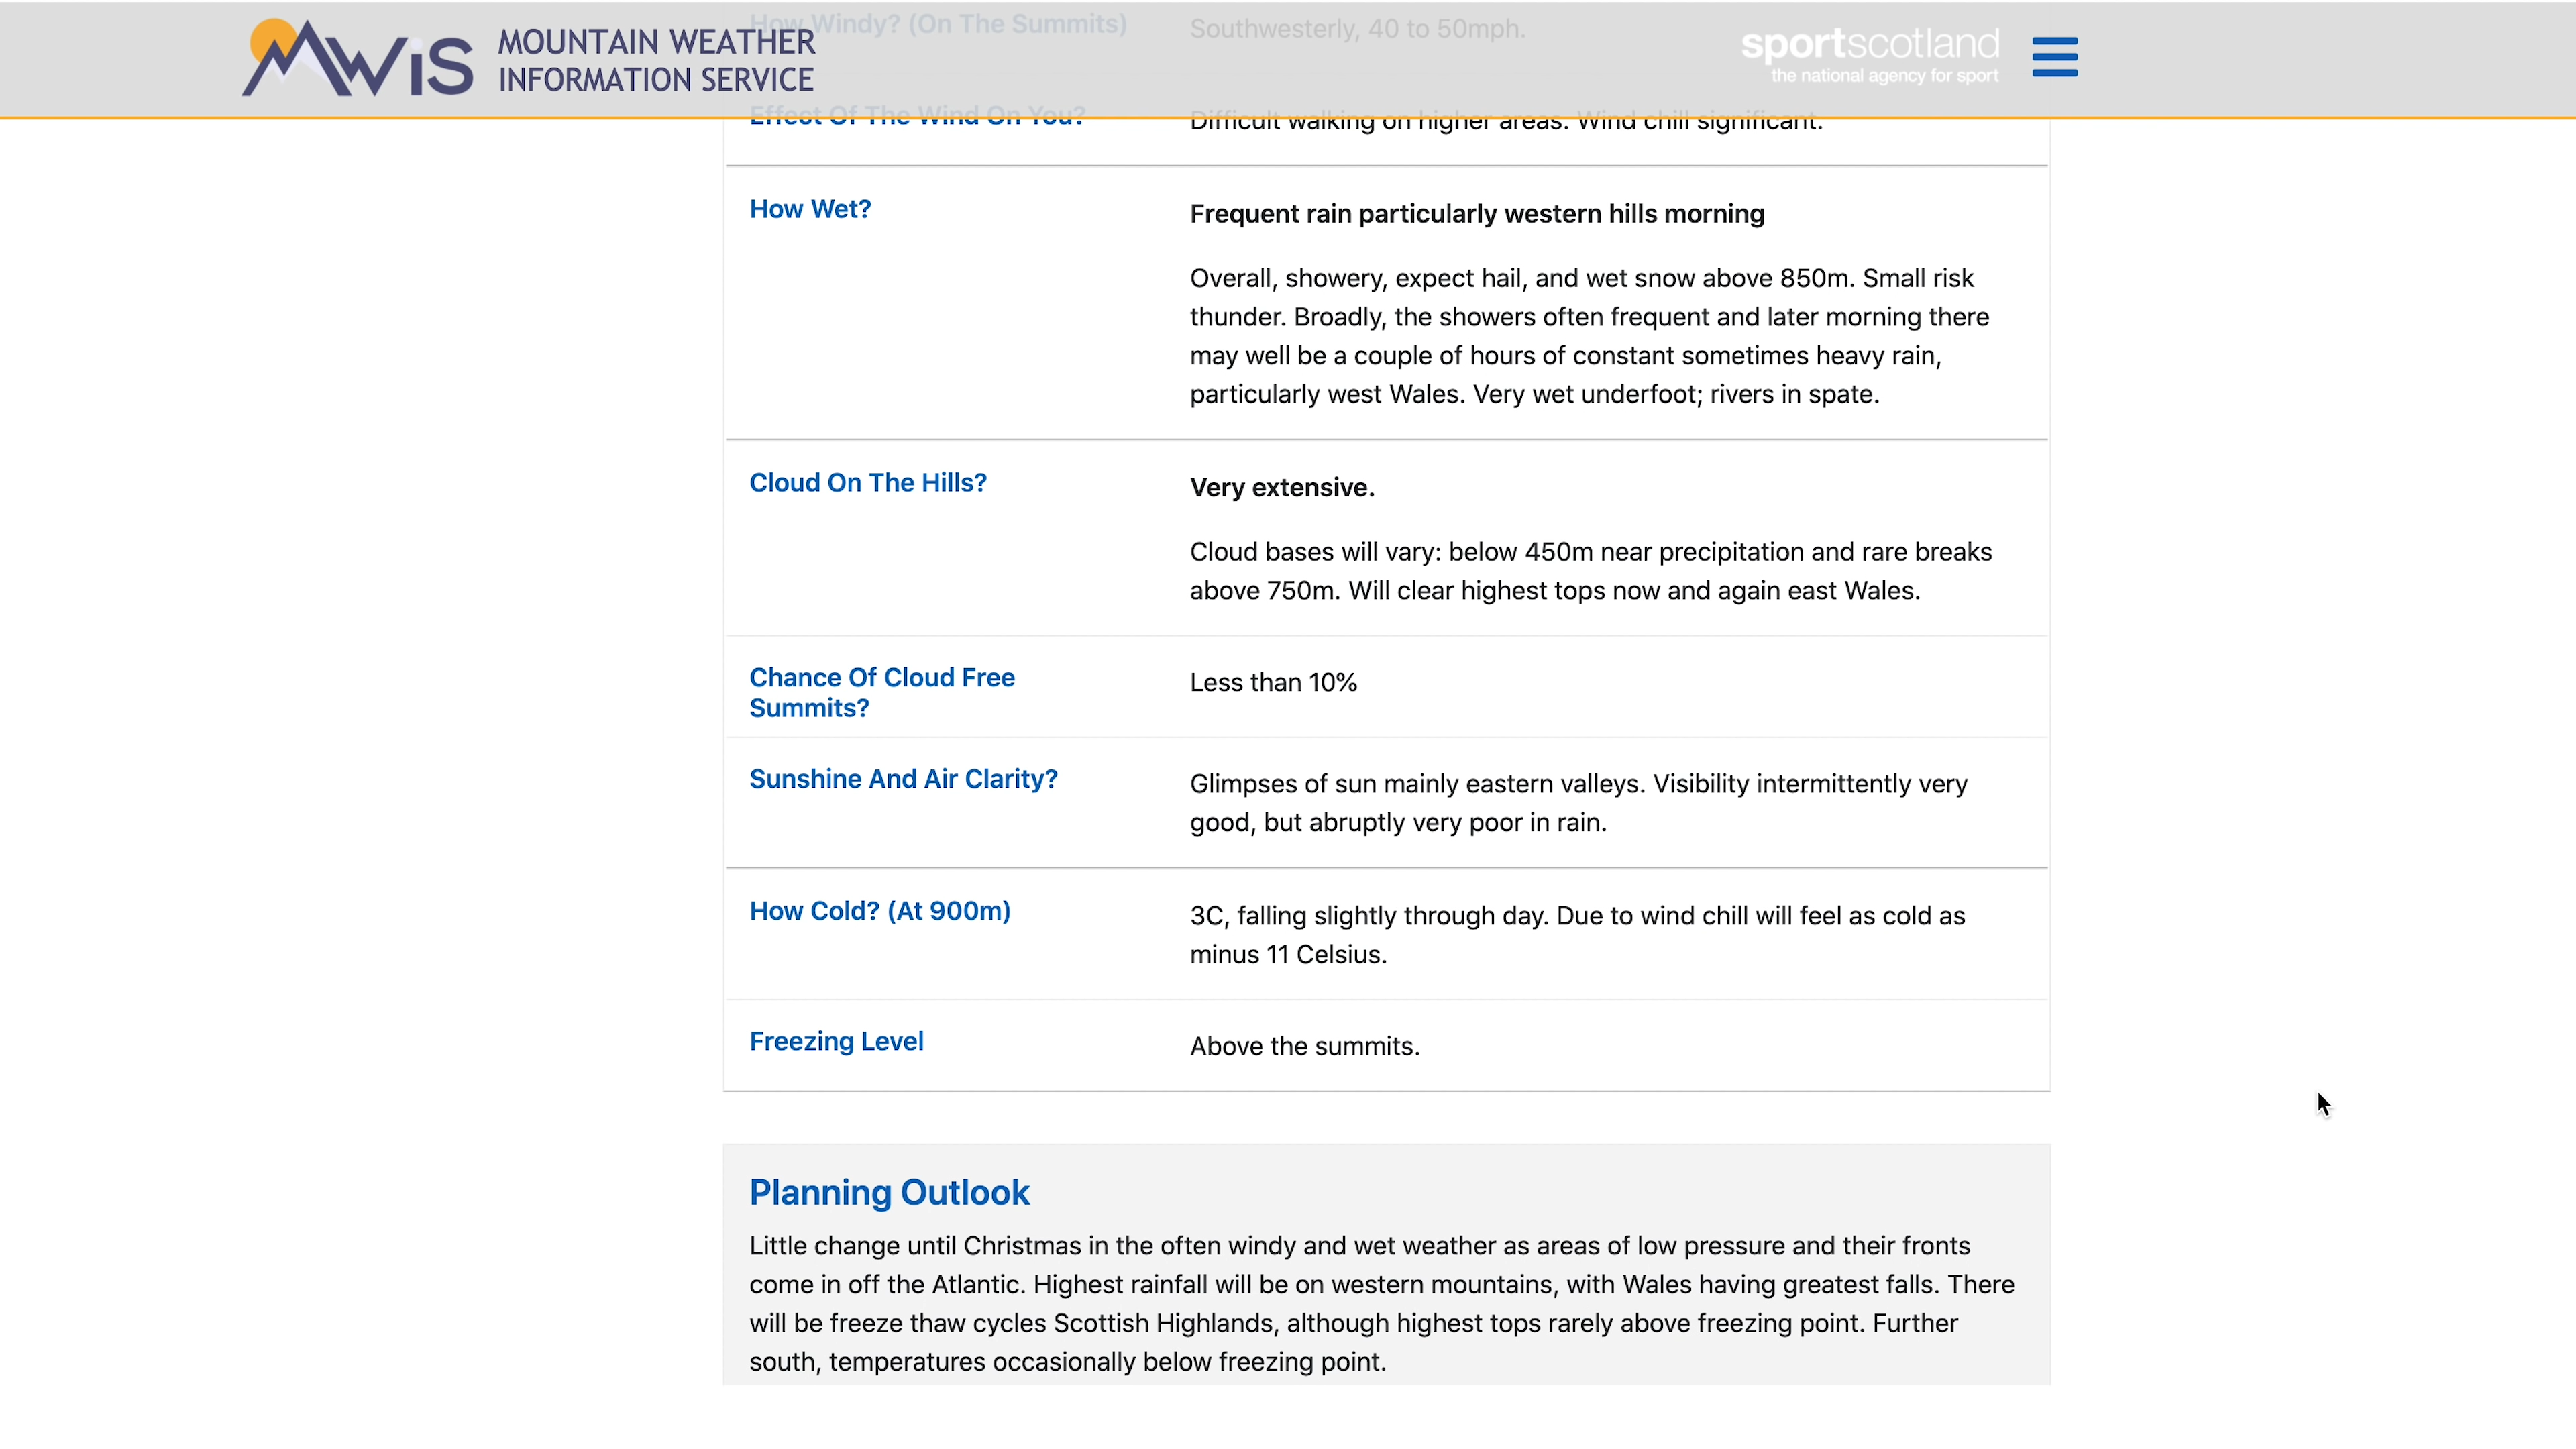 How Windy? (On The Summits)
Southwesterly, 40 to 50mph.
MWIS
MOUNTAIN WEATHER
INFORMATION SERVICE
sportscotland
the national agency for sport
Effect Of The Wind On You?
Difficult walking on higher areas. Wind chill significant.
How Wet?
Frequent rain particularly western hills morning
Overall, showery, expect hail, and wet snow above 850m. Small risk
thunder. Broadly, the showers often frequent and later morning there
may well be a couple of hours of constant sometimes heavy rain,
particularly west Wales. Very wet underfoot; rivers in spate.
Cloud On The Hills?
Very extensive.
Cloud bases will vary: below 450m near precipitation and rare breaks
above 750m. Will clear highest tops now and again east Wales.
Chance Of Cloud Free
Summits?
Less than 10%
Sunshine And Air Clarity?
Glimpses of sun mainly eastern valleys. Visibility intermittently very
good, but abruptly very poor in rain.
How Cold? (At 900m)
3C, falling slightly through day. Due to wind chill will feel as cold as
minus 11 Celsius.
Freezing Level
Above the summits.
Planning Outlook
Little change until Christmas in the often windy and wet weather as areas of low pressure and their fronts
come in off the Atlantic. Highest rainfall will be on western mountains, with Wales having greatest falls. There
will be freeze thaw cycles Scottish Highlands, although highest tops rarely above freezing point. Further
south, temperatures occasionally below freezing point.